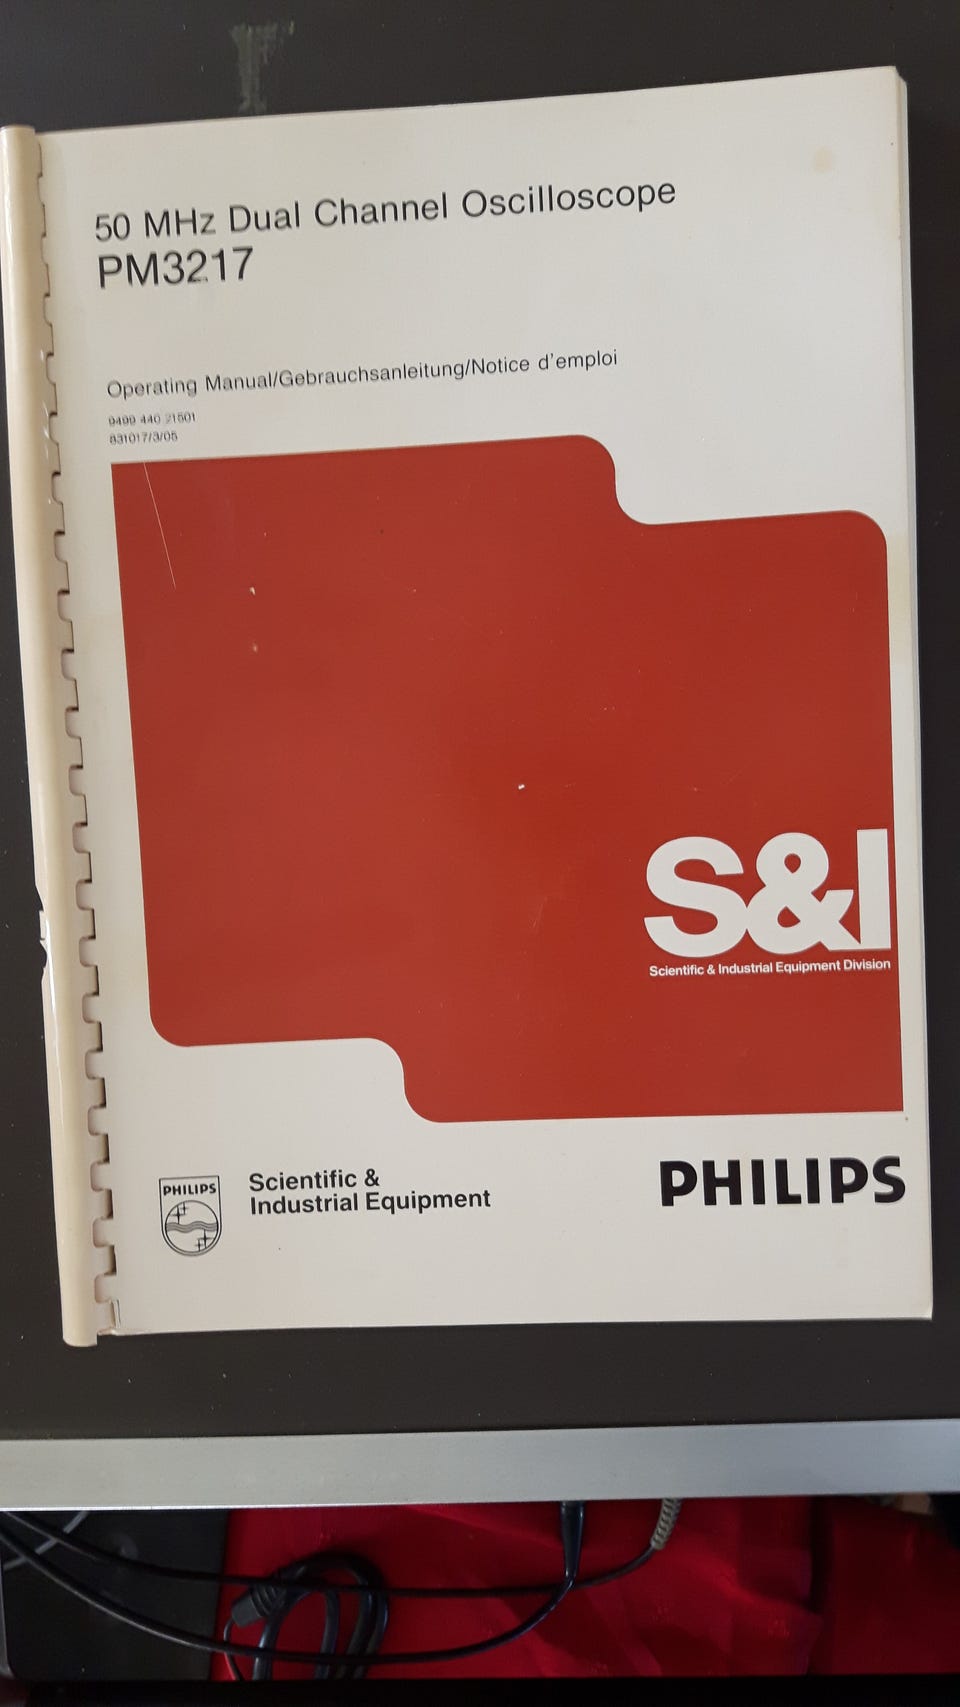 50 MHz Dual Channel Oscilloscope
PM3217
Operating Manual/Gebrauchsanleitung/Notice d'emploi
9499 440 21501
831017/3/05
S&I
Scientific & Industrial Equipment Division
PHILIPS
Scientific &
Industrial Equipment
PHILIPS